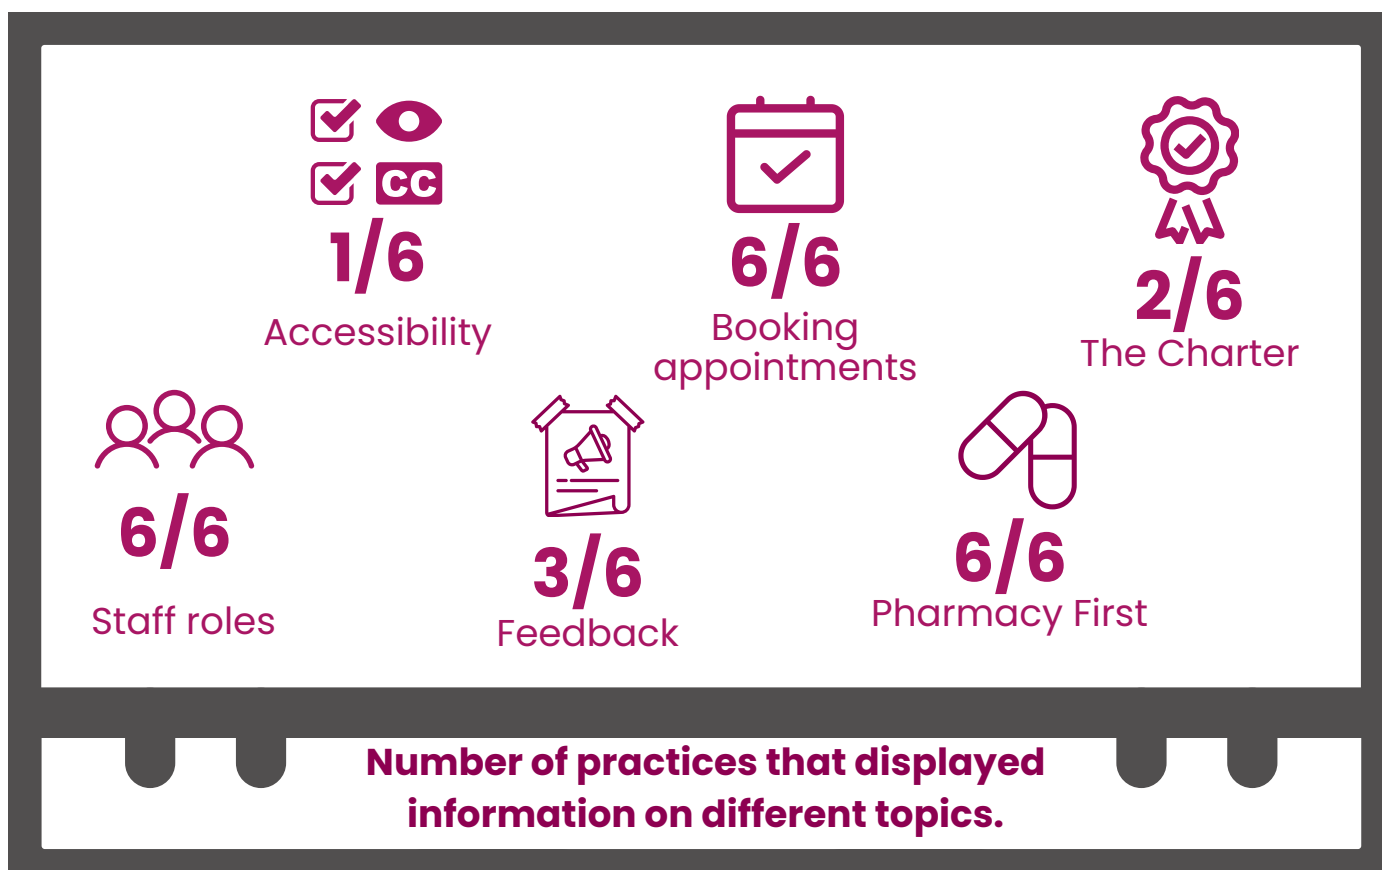 CC
1/6
Accessibility
6/6
Booking
appointments
2/6
The Charter
6/6
Staff roles
3/6
Feedback
6/6
Pharmacy First
Number of practices that displayed
information on different topics.